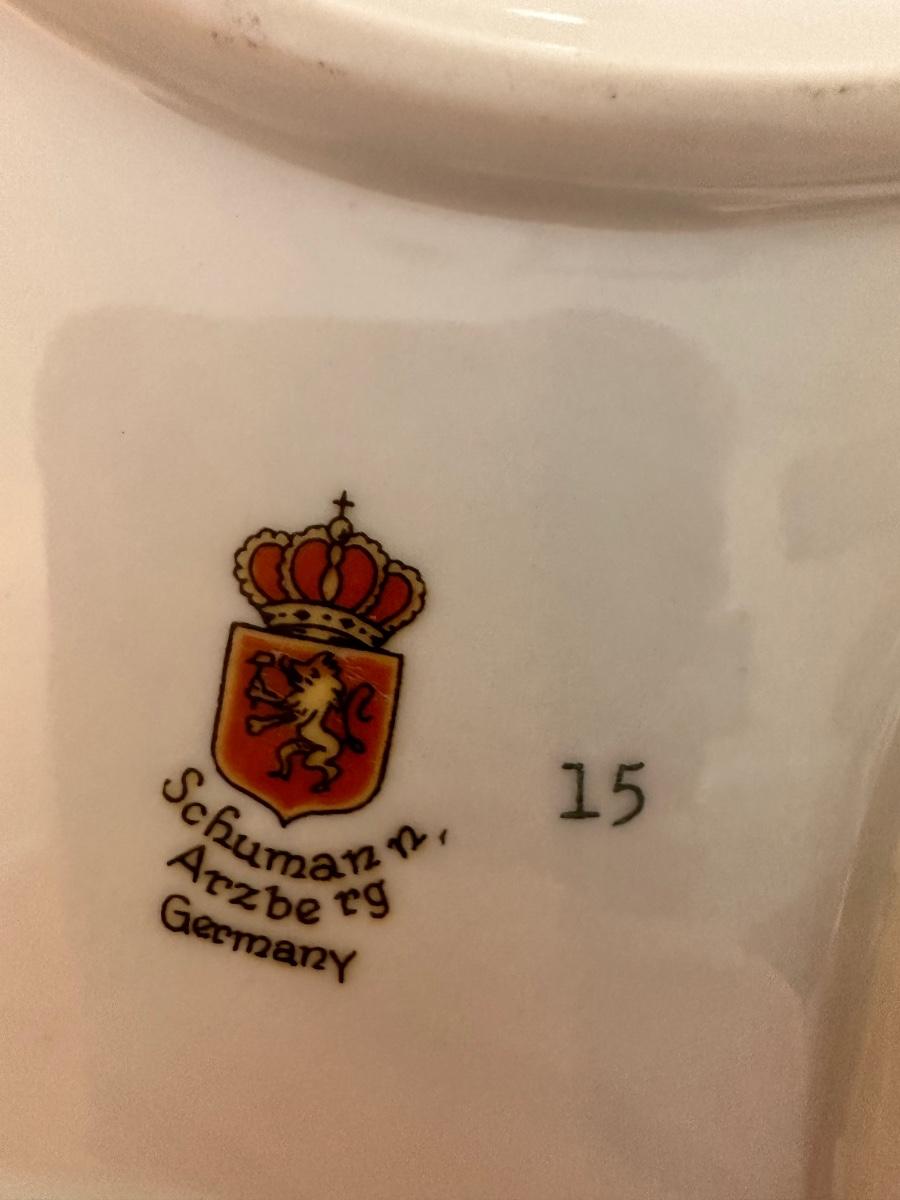 Schumann,
Arzberg
Germany
15